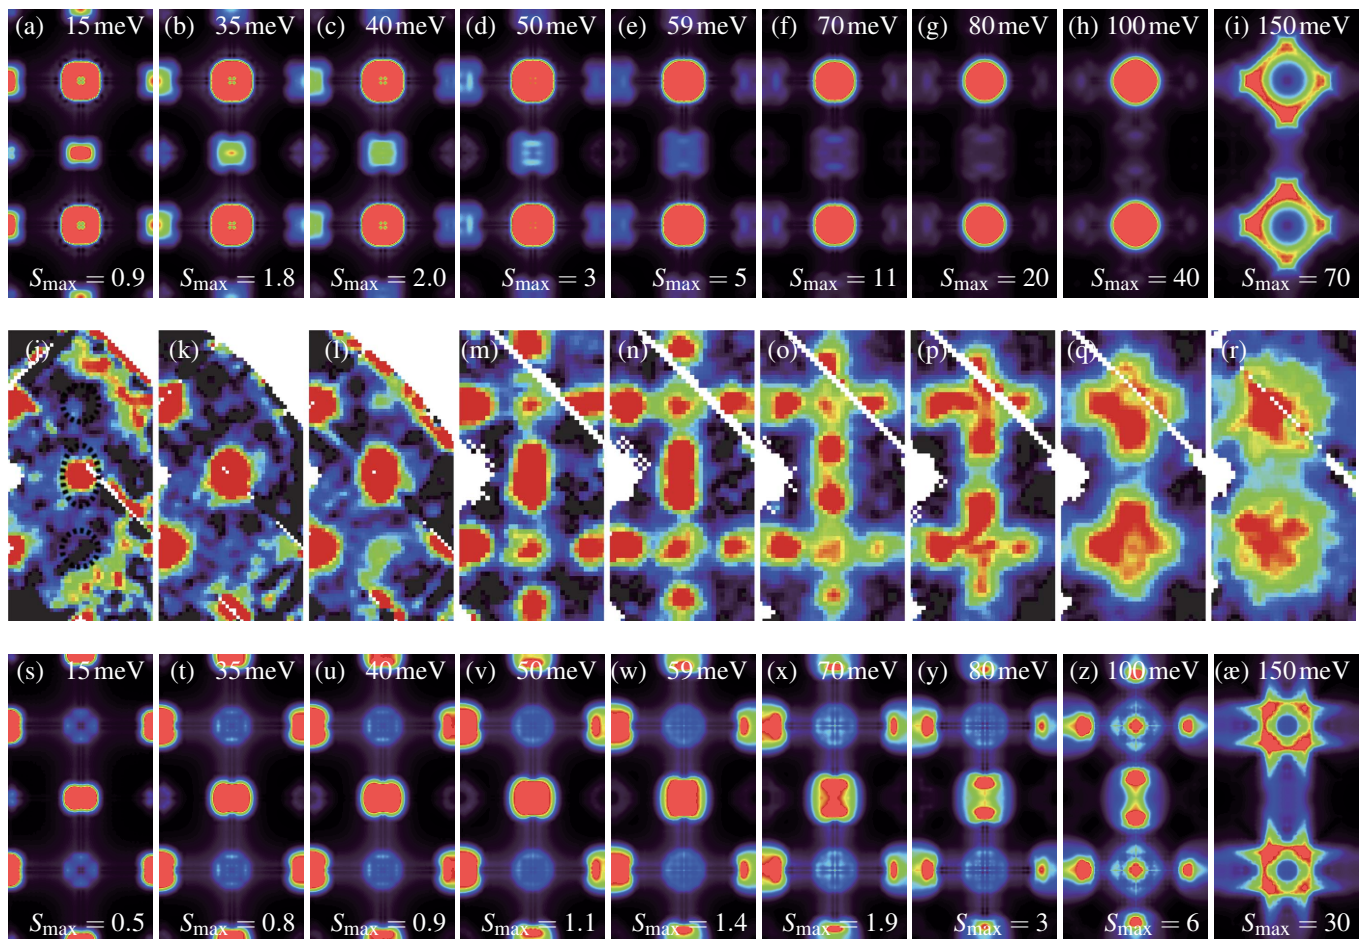 (a) 15 meV (b) 35 meV (c) 40 meV (d) 50 meV (e) 59 meV (f) 70 meV (g) 80 meV (h) 100 meV (i) 150 meV
S_max = 0.9 S_max = 1.8 S_max = 2.0 S_max = 3 S_max = 5 S_max = 11 S_max = 20 S_max = 40 S_max = 70
(j) (k) (l) (m) (n) (o) (p) (q) (r)
(s) 15 meV (t) 35 meV (u) 40 meV (v) 50 meV (w) 59 meV (x) 70 meV (y) 80 meV (z) 100 meV (æ) 150 meV
S_max = 0.5 S_max = 0.8 S_max = 0.9 S_max = 1.1 S_max = 1.4 S_max = 1.9 S_max = 3 S_max = 6 S_max = 30